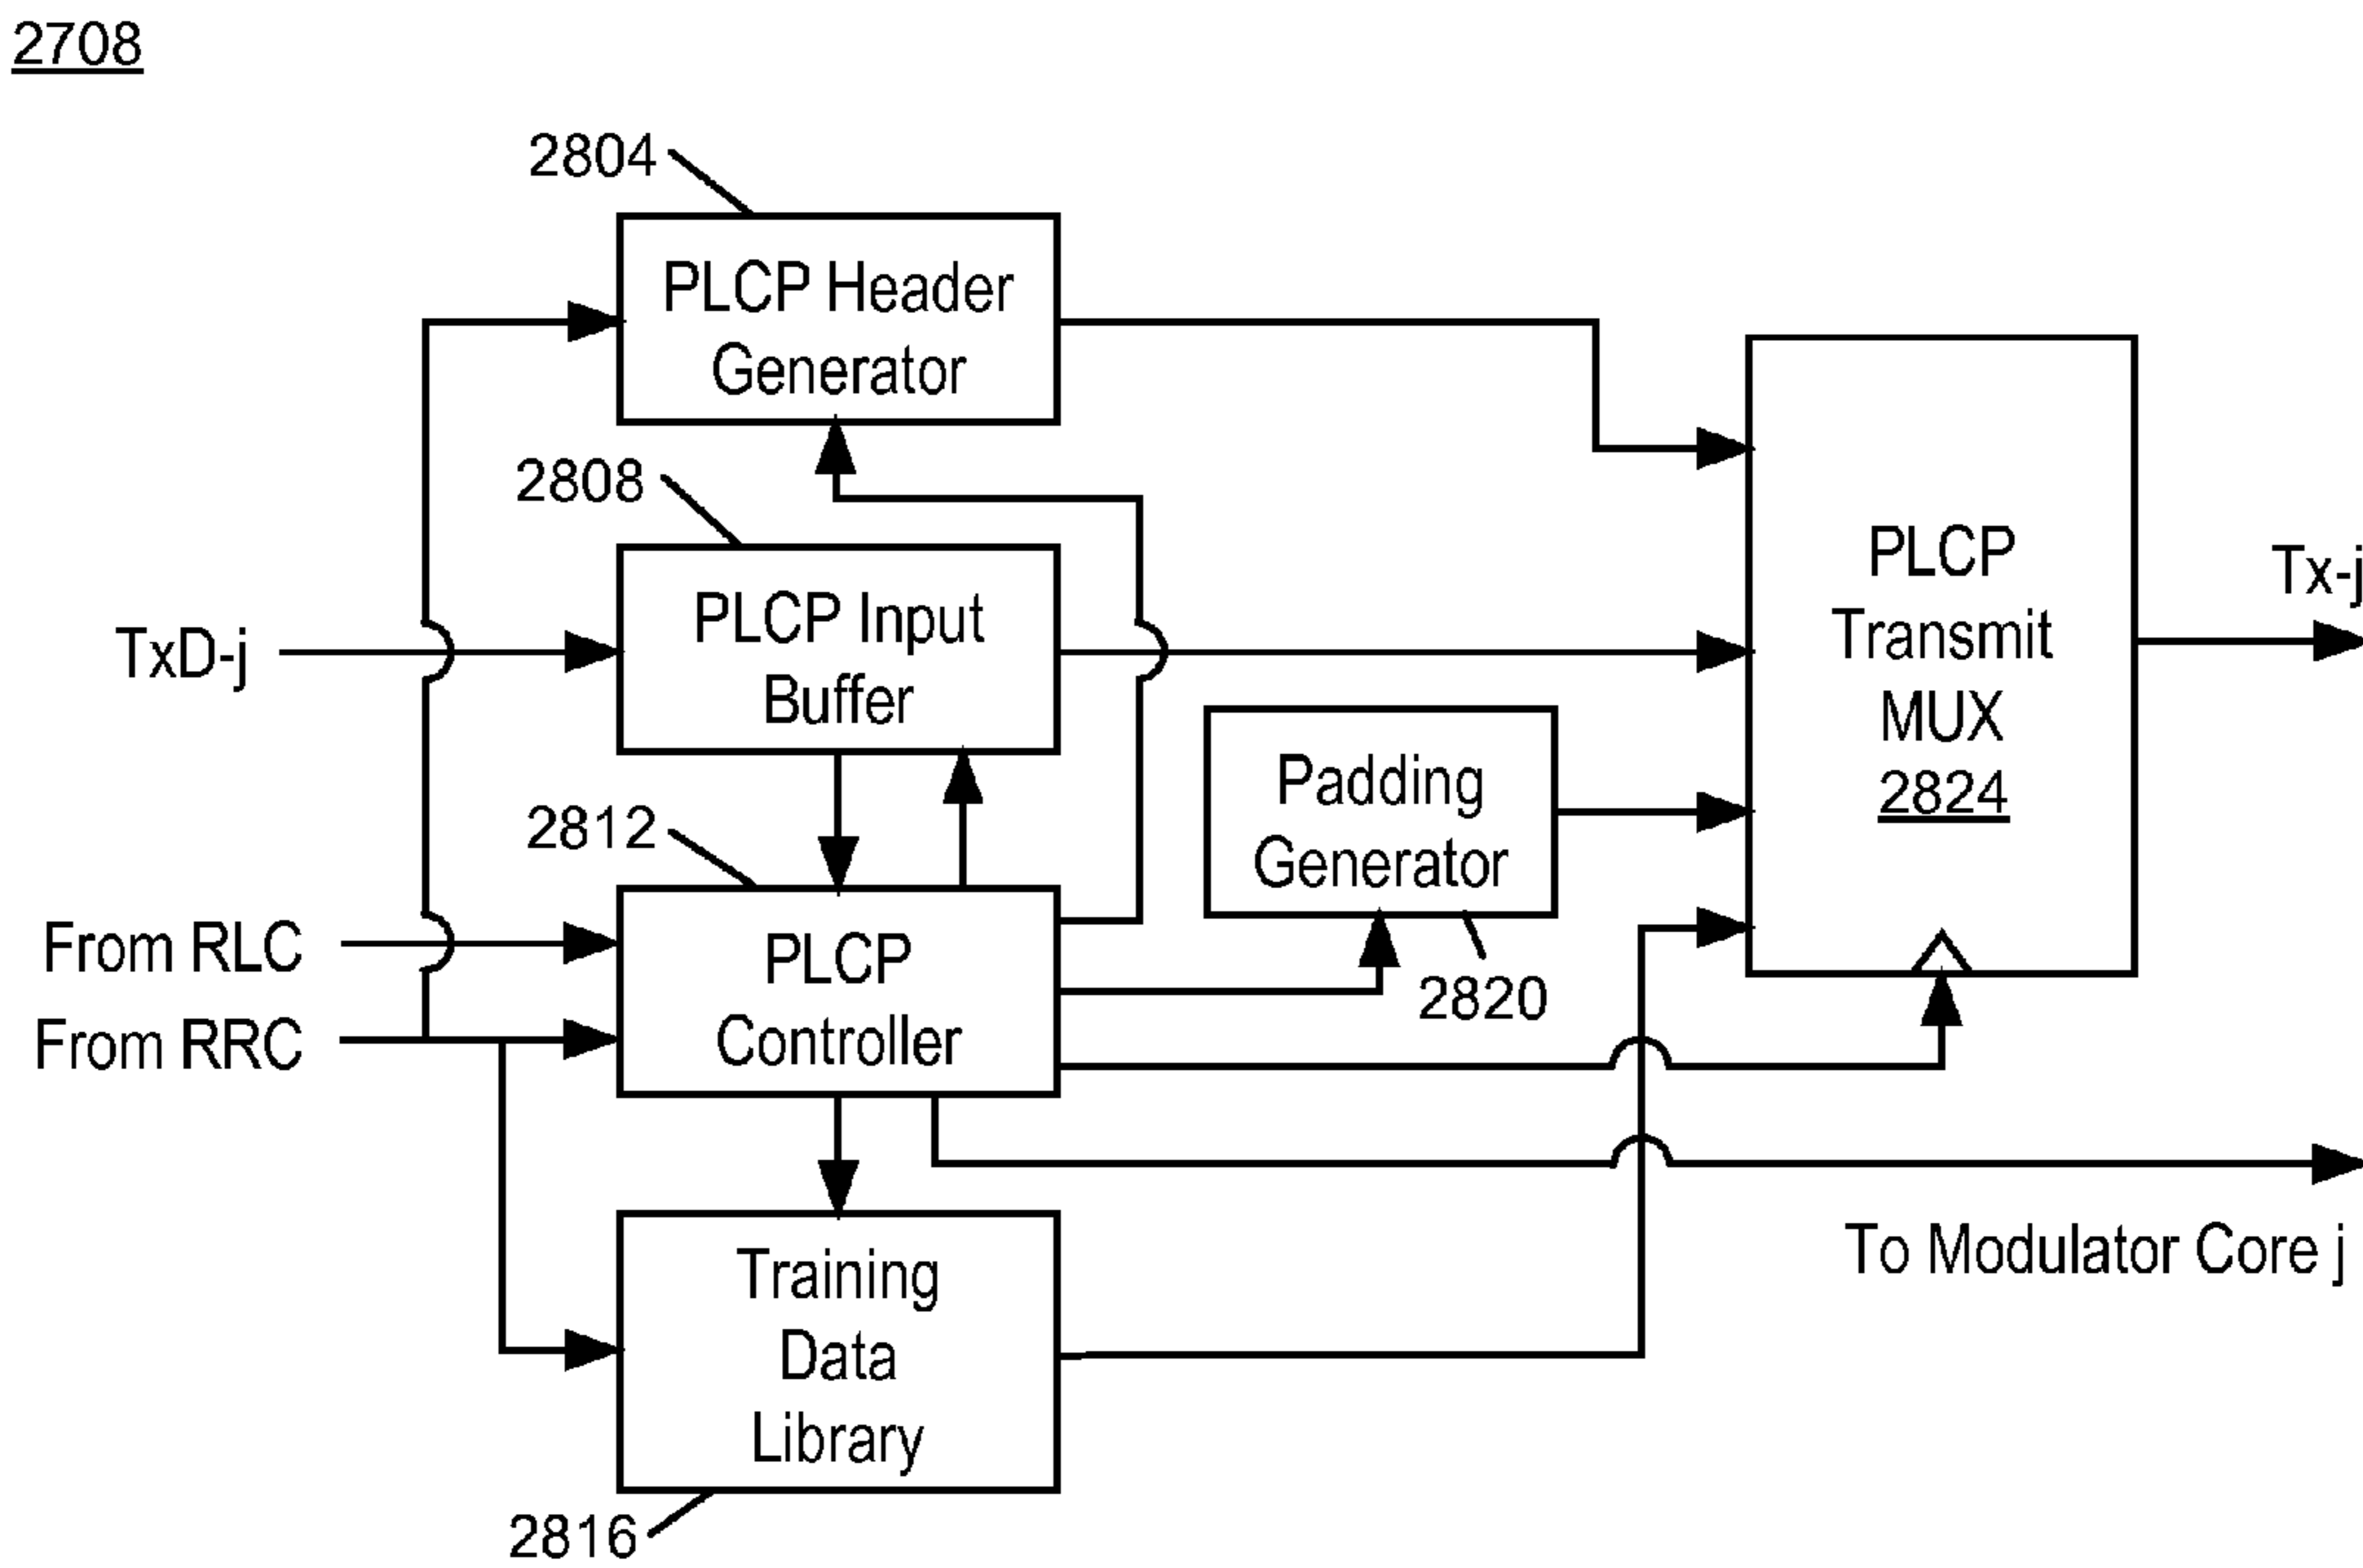 2708
2804
PLCP Header
Generator
2808
PLCP Input
Buffer
TxD-j
PLCP
Transmit
MUX
2824
Tx-j
Padding
Generator
2820
2812
From RLC
From RRC
PLCP
Controller
To Modulator Core j
Training
Data
Library
2816